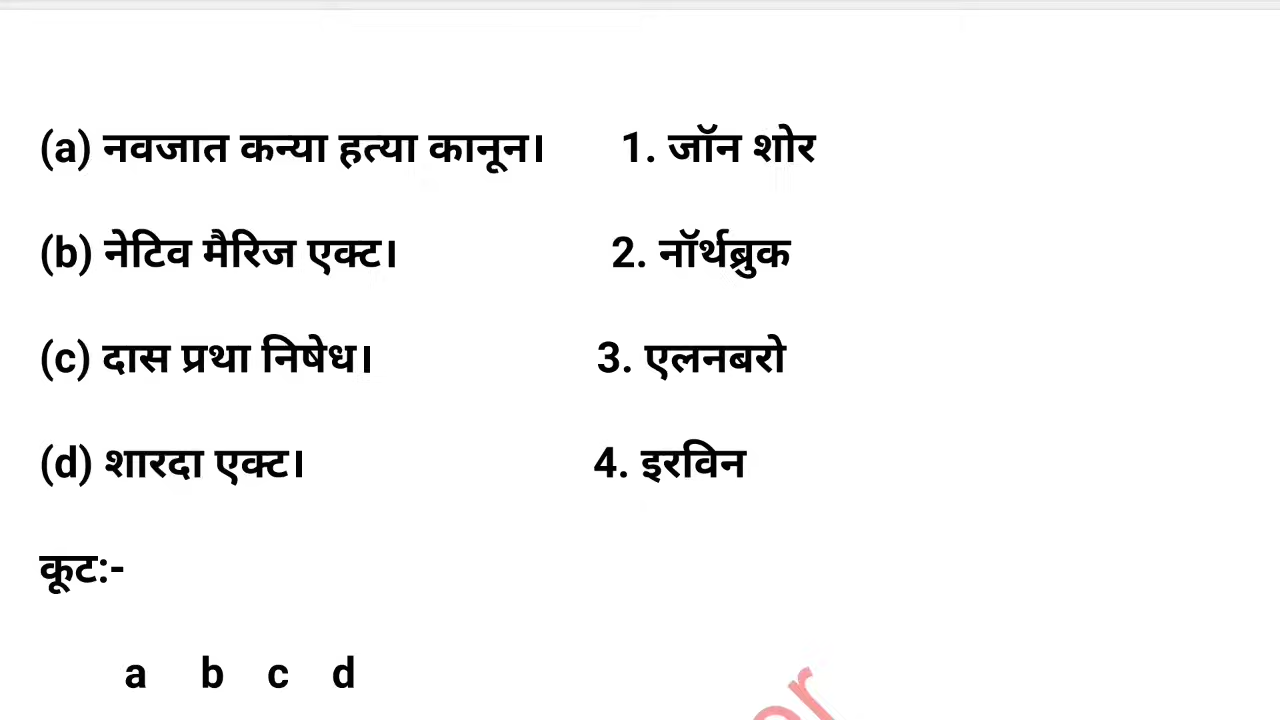 (a) नवजात कन्या हत्या कानून। 1. जॉन शोर
(b) नेटिव मैरिज एक्ट। 2. नॉर्थब्रुक
(c) दास प्रथा निषेध। 3. एलनबरो
(d) शारदा एक्ट। 4. इरविन
कूट:-
a b c d